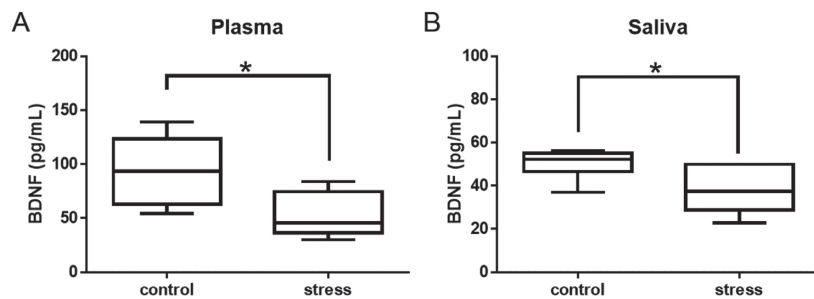 A
Plasma
BDNF (pg/mL)
200
150
100
50
0
*
control
stress
B
Saliva
BDNF (pg/mL)
100
80
60
40
20
0
*
control
stress